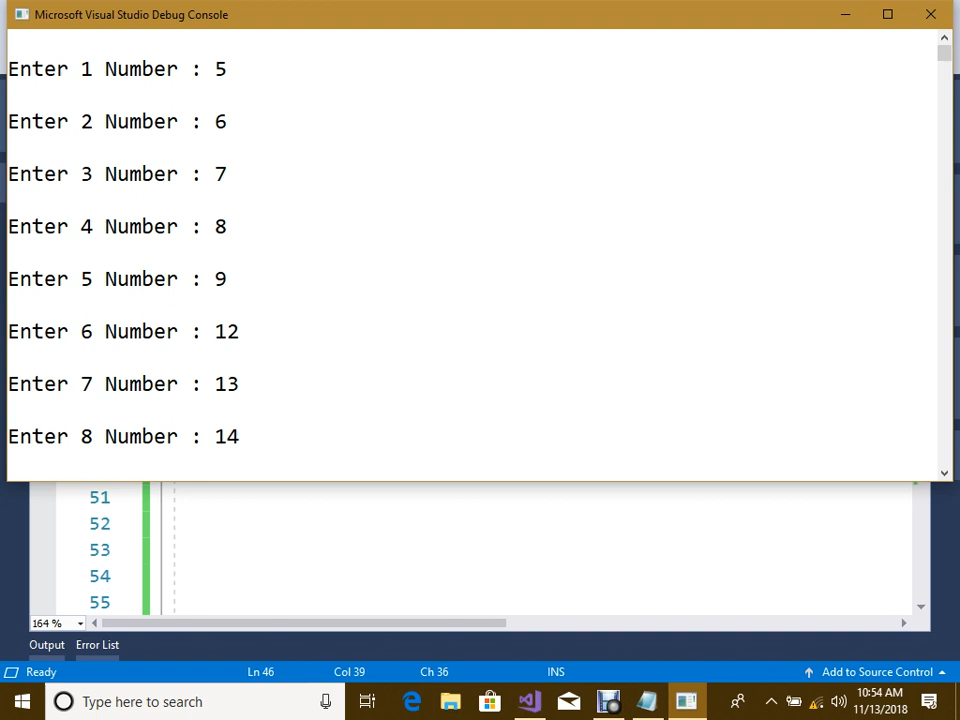 Microsoft Visual Studio Debug Console
Enter 1 Number : 5
Enter 2 Number : 6
Enter 3 Number : 7
Enter 4 Number : 8
Enter 5 Number : 9
Enter 6 Number : 12
Enter 7 Number : 13
Enter 8 Number : 14
51
52
53
54
55
164 %
Output Error List
Ready Ln 46 Col 39 Ch 36 INS Add to Source Control
Type here to search
10:54 AM
11/13/2018